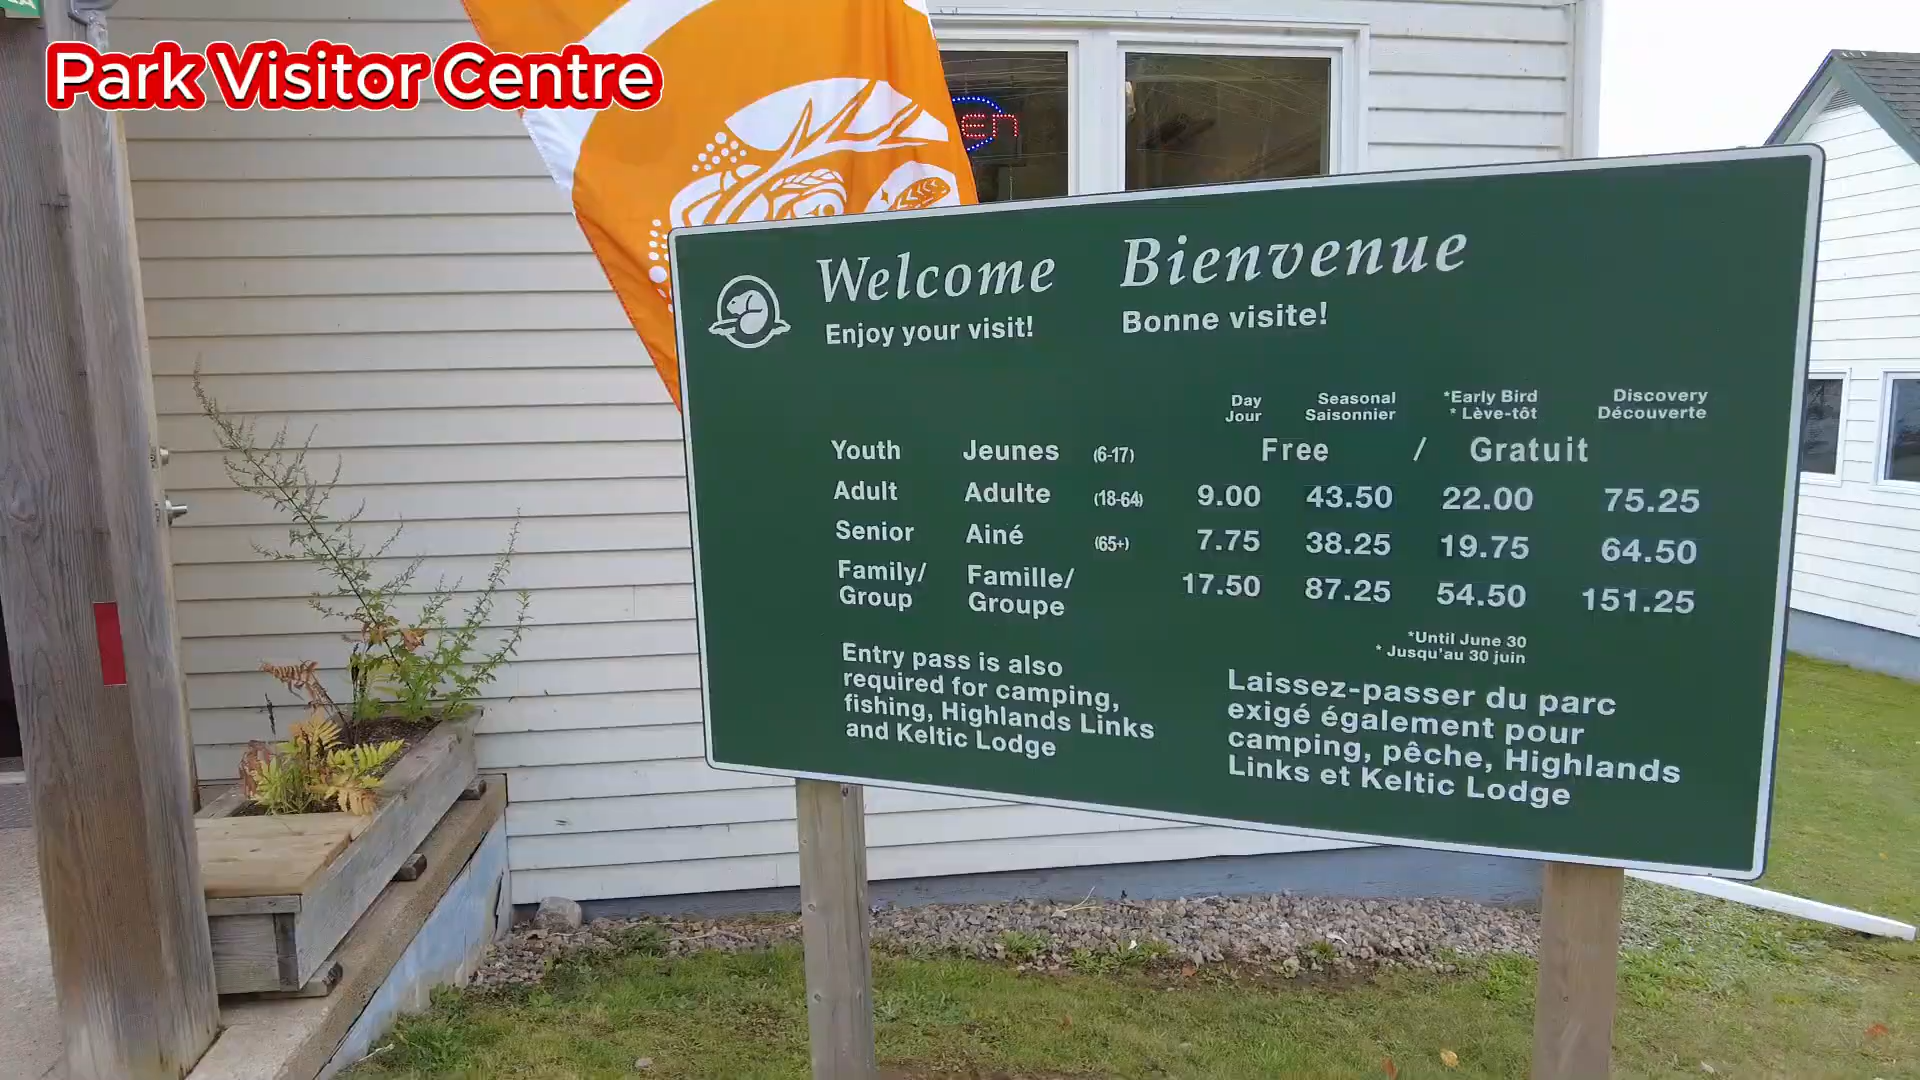 Park Visitor Centre
Welcome Bienvenue
Enjoy your visit! Bonne visite!
Day Seasonal *Early Bird Discovery
Jour Saisonnier * Lève-tôt Découverte
Youth Jeunes (6-17) Free / Gratuit
Adult Adulte (18-64) 9.00 43.50 22.00 75.25
Senior Ainé (65+) 7.75 38.25 19.75 64.50
Family/ Famille/
Group Groupe 17.50 87.25 54.50 151.25
*Until June 30
* Jusqu'au 30 juin
Entry pass is also
required for camping,
fishing, Highlands Links
and Keltic Lodge
Laissez-passer du parc
exigé également pour
camping, pêche, Highlands
Links et Keltic Lodge